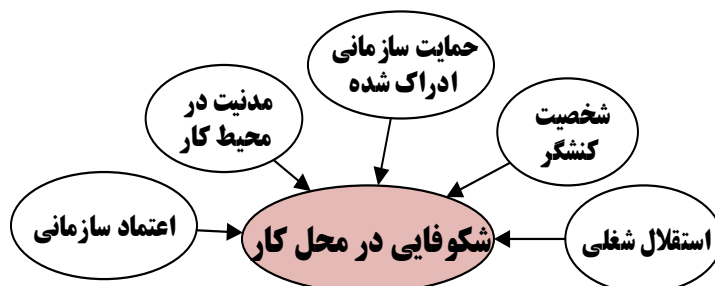 حمایت سازمانی
ادراک شده
شخصیت
کنشگر
مدنیت در
محیط کار
استقلال شغلی
شکوفایی در محل کار
اعتماد سازمانی